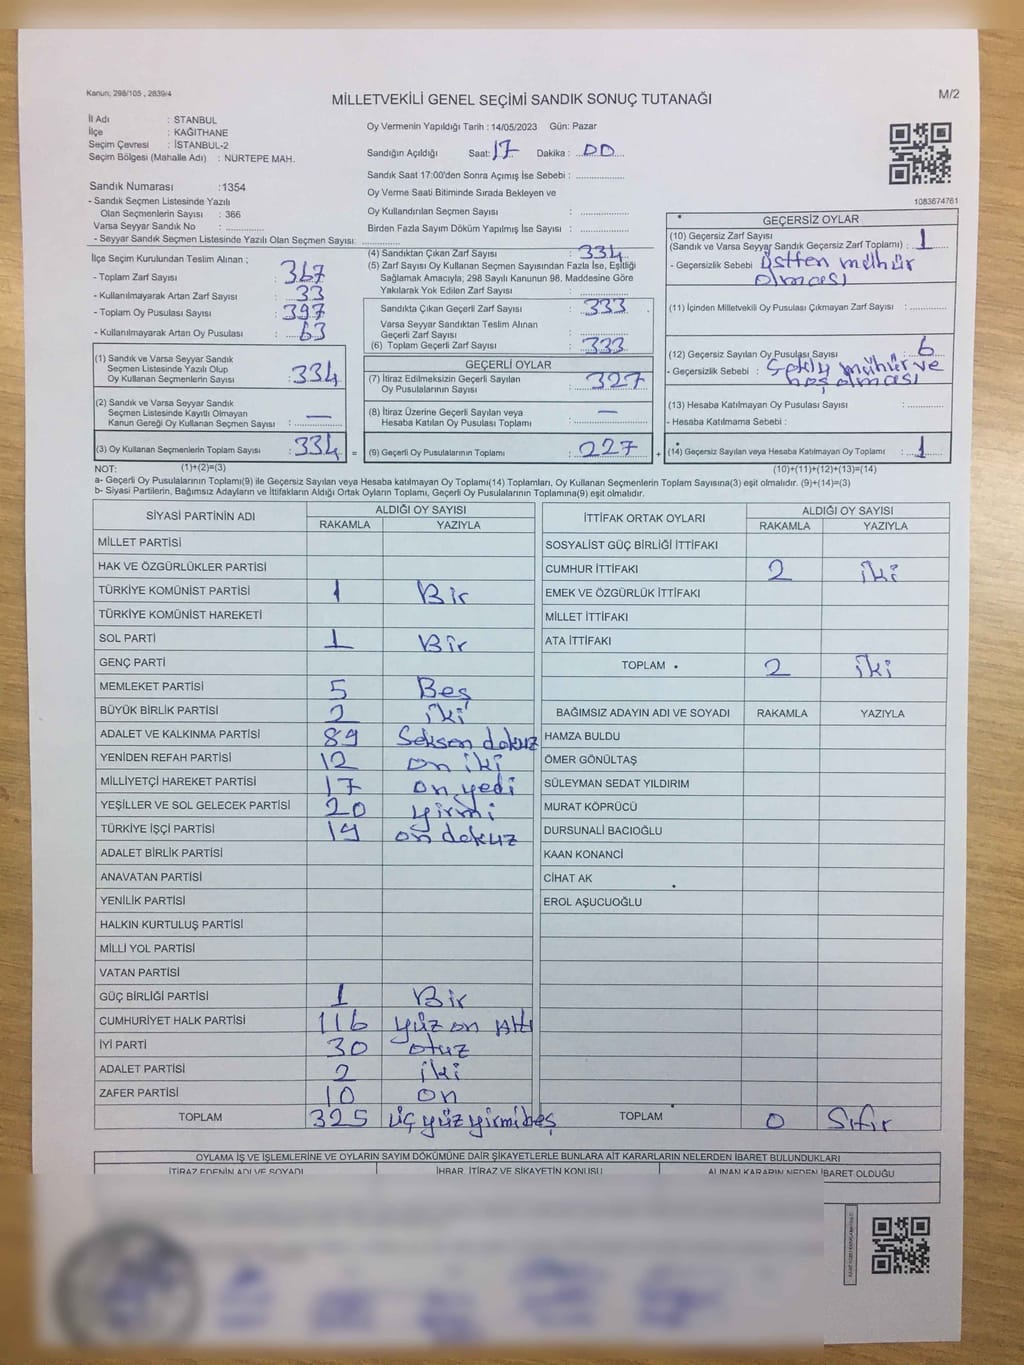 Kanun, 298/105 , 2839/4
MİLLETVEKİLİ GENEL SEÇİMİ SANDIK SONUÇ TUTANAĞI
M/2
İl Adı : STANBUL
İlçe : KAĞITHANE
Seçim Çevresi : İSTANBUL-2
Seçim Bölgesi (Mahalle Adı) : NURTEPE MAH.
Oy Vermenin Yapıldığı Tarih : 14/05/2023 Gün: Pazar
Sandığın Açıldığı Saat: 17 Dakika : 00
Sandık Saat 17:00'den Sonra Açımış İse Sebebi :
Oy Verme Saati Bitiminde Sırada Bekleyen ve
Oy Kullandırılan Seçmen Sayısı :
Birden Fazla Sayım Döküm Yapılmış İse Sayısı :
1083674761
Sandık Numarası :1354
- Sandık Seçmen Listesinde Yazılı
Olan Seçmenlerin Sayısı : 366
Varsa Seyyar Sandık No :
- Seyyar Sandık Seçmen Listesinde Yazılı Olan Seçmen Sayısı:
İlçe Seçim Kurulundan Teslim Alınan ;
- Toplam Zarf Sayısı : 367
- Kullanılmayarak Artan Zarf Sayısı : 33
- Toplam Oy Pusulası Sayısı : 397
- Kullanılmayarak Artan Oy Pusulası : 63
(1) Sandık ve Varsa Seyyar Sandık
Seçmen Listesinde Yazılı Olup
Oy Kullanan Seçmenlerin Sayısı : 334
(2) Sandık ve Varsa Seyyar Sandık
Seçmen Listesinde Kayıtlı Olmayan
Kanun Gereği Oy Kullanan Seçmen Sayısı : —
(3) Oy Kullanan Seçmenlerin Toplam Sayısı : 334 =
(4) Sandıktan Çıkan Zarf Sayısı : 334
(5) Zarf Sayısı Oy Kullanan Seçmen Sayısından Fazla İse, Eşitliği
Sağlamak Amacıyla; 298 Sayılı Kanunun 98. Maddesine Göre
Yakılarak Yok Edilen Zarf Sayısı :
Sandıkta Çıkan Geçerli Zarf Sayısı : 333
Varsa Seyyar Sandıktan Teslim Alınan
Geçerli Zarf Sayısı :
(6) Toplam Geçerli Zarf Sayısı : 333
GEÇERLİ OYLAR
(7) İtiraz Edilmeksizin Geçerli Sayılan
Oy Pusulalarının Sayısı : 327
(8) İtiraz Üzerine Geçerli Sayılan veya
Hesaba Katılan Oy Pusulası Toplamı : —
(9) Geçerli Oy Pusulalarının Toplamı : 227 +
GEÇERSİZ OYLAR
(10) Geçersiz Zarf Sayısı
(Sandık ve Varsa Seyyar Sandık Geçersiz Zarf Toplamı) : 1
- Geçersizlik Sebebi : Üstten mühür
olması
(11) İçinden Milletvekili Oy Pusulası Çıkmayan Zarf Sayısı :
(12) Geçersiz Sayılan Oy Pusulası Sayısı : 6
- Geçersizlik Sebebi : mühür ve
boş olması
(13) Hesaba Katılmayan Oy Pusulası Sayısı :
- Hesaba Katılmama Sebebi :
(14) Geçersiz Sayılan veya Hesaba Katılmayan Oy Toplamı : 1
NOT: (1)+(2)=(3) (10)+(11)+(12)+(13)=(14)
a- Geçerli Oy Pusulalarının Toplamı(9) ile Geçersiz Sayılan veya Hesaba katılmayan Oy Toplamı(14) Toplamları, Oy Kullanan Seçmenlerin Toplam Sayısına(3) eşit olmalıdır. (9)+(14)=(3)
b- Siyasi Partilerin, Bağımsız Adayların ve İttifakların Aldığı Ortak Oyların Toplamı, Geçerli Oy Pusulalarının Toplamına(9) eşit olmalıdır.
SİYASİ PARTİNİN ADI ALDIĞI OY SAYISI
RAKAMLA YAZIYLA
MİLLET PARTİSİ
HAK VE ÖZGÜRLÜKLER PARTİSİ
TÜRKİYE KOMÜNİST PARTİSİ 1 Bir
TÜRKİYE KOMÜNİST HAREKETİ
SOL PARTİ 1 Bir
GENÇ PARTİ
MEMLEKET PARTİSİ 5 Beş
BÜYÜK BİRLİK PARTİSİ 2 iki
ADALET VE KALKINMA PARTİSİ 89 Seksen dokuz
YENİDEN REFAH PARTİSİ 12 on iki
MİLLİYETÇİ HAREKET PARTİSİ 17 on yedi
YEŞİLLER VE SOL GELECEK PARTİSİ 20 yirmi
TÜRKİYE İŞÇİ PARTİSİ 19 on dokuz
ADALET BİRLİK PARTİSİ
ANAVATAN PARTİSİ
YENİLİK PARTİSİ
HALKIN KURTULUŞ PARTİSİ
MİLLİ YOL PARTİSİ
VATAN PARTİSİ
GÜÇ BİRLİĞİ PARTİSİ 1 Bir
CUMHURİYET HALK PARTİSİ 116 yüz on Altı
İYİ PARTİ 30 otuz
ADALET PARTİSİ 2 iki
ZAFER PARTİSİ 10 on
TOPLAM 325 üç yüz yirmi beş
İTTİFAK ORTAK OYLARI ALDIĞI OY SAYISI
RAKAMLA YAZIYLA
SOSYALİST GÜÇ BİRLİĞİ İTTİFAKI
CUMHUR İTTİFAKI 2 iki
EMEK VE ÖZGÜRLÜK İTTİFAKI
MİLLET İTTİFAKI
ATA İTTİFAKI
TOPLAM 2 iki
BAĞIMSIZ ADAYIN ADI VE SOYADI RAKAMLA YAZIYLA
HAMZA BULDU
ÖMER GÖNÜLTAŞ
SÜLEYMAN SEDAT YILDIRIM
MURAT KÖPRÜCÜ
DURSUNALİ BACIOĞLU
KAAN KONANCİ
CİHAT AK
EROL AŞUCUOĞLU
TOPLAM 0 Sıfır
OYLAMA İŞ VE İŞLEMLERİNE VE OYLARIN SAYIM DÖKÜMÜNE DAİR ŞİKAYETLERLE BUNLARA AİT KARARLARIN NELERDEN İBARET BULUNDUKLARI
İTİRAZ EDENİN ADI VE SOYADI İHBAR, İTİRAZ VE ŞİKAYETİN KONUSU ALINAN KARARIN NEDEN İBARET OLDUĞU